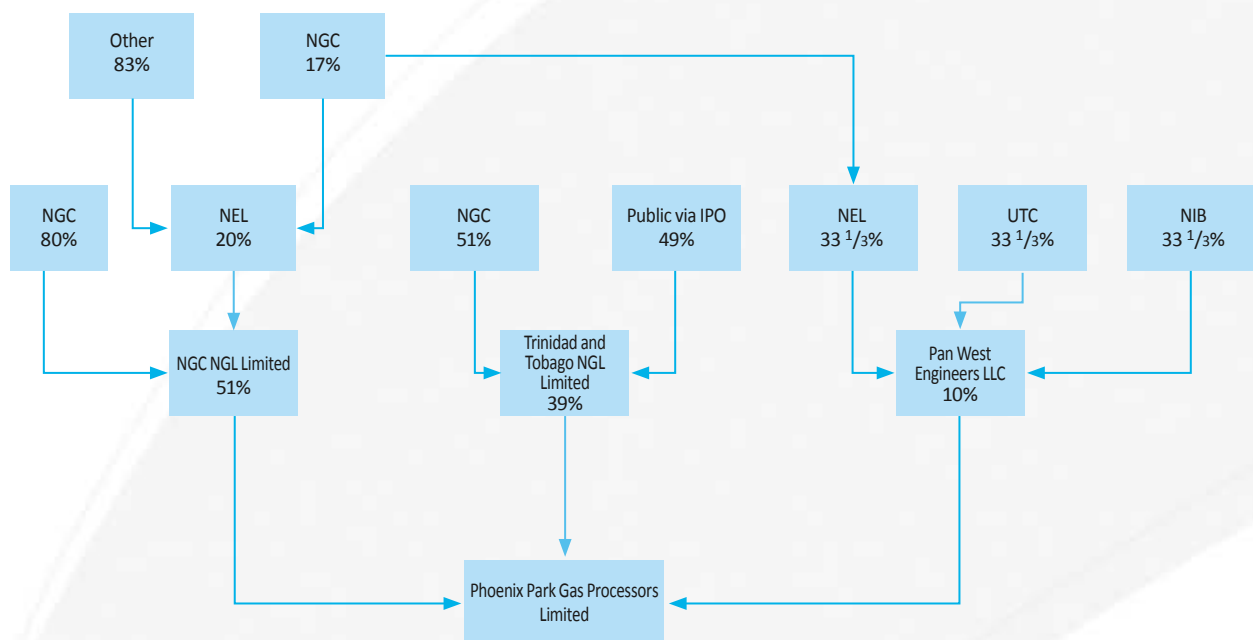 Other
83%
NGC
17%
NGC
80%
NEL
20%
NGC
51%
Public via IPO
49%
NEL
33 1/3%
UTC
33 1/3%
NIB
33 1/3%
NGC NGL Limited
51%
Trinidad and
Tobago NGL
Limited
39%
Pan West
Engineers LLC
10%
Phoenix Park Gas Processors
Limited